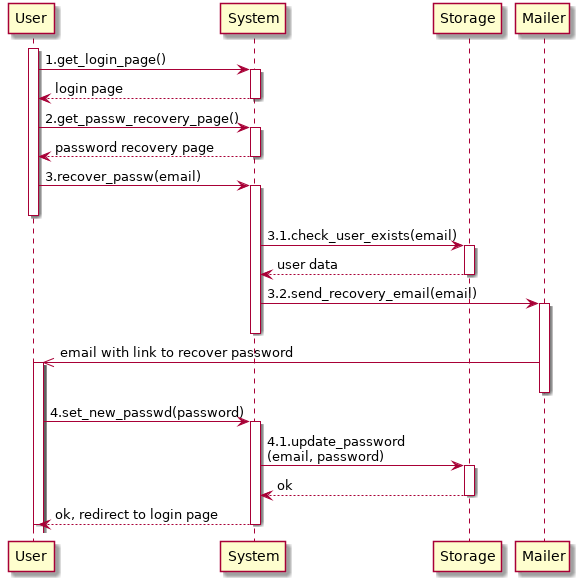 User System Storage Mailer
1.get_login_page()
login page
2.get_passw_recovery_page()
password recovery page
3.recover_passw(email)
3.1.check_user_exists(email)
user data
3.2.send_recovery_email(email)
email with link to recover password
4.set_new_passwd(password)
4.1.update_password
(email, password)
ok
ok, redirect to login page
User System Storage Mailer